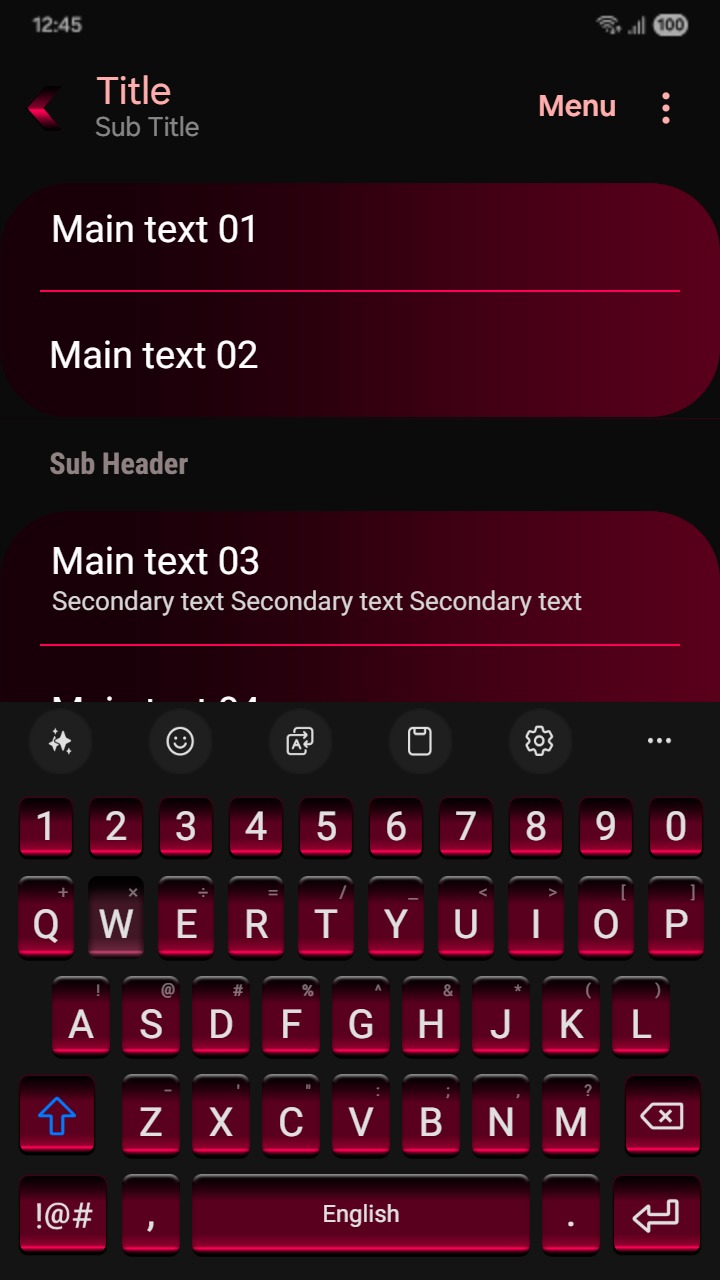 12:45
100
Title
Sub Title
Menu
Main text 01
Main text 02
Sub Header
Main text 03
Secondary text Secondary text Secondary text
1 2 3 4 5 6 7 8 9 0
+ × ÷ = / _ < > [ ]
Q W E R T Y U I O P
! @ # % ^ & * ( )
A S D F G H J K L
- ' " : ; , ?
Z X C V B N M
!@# , English .